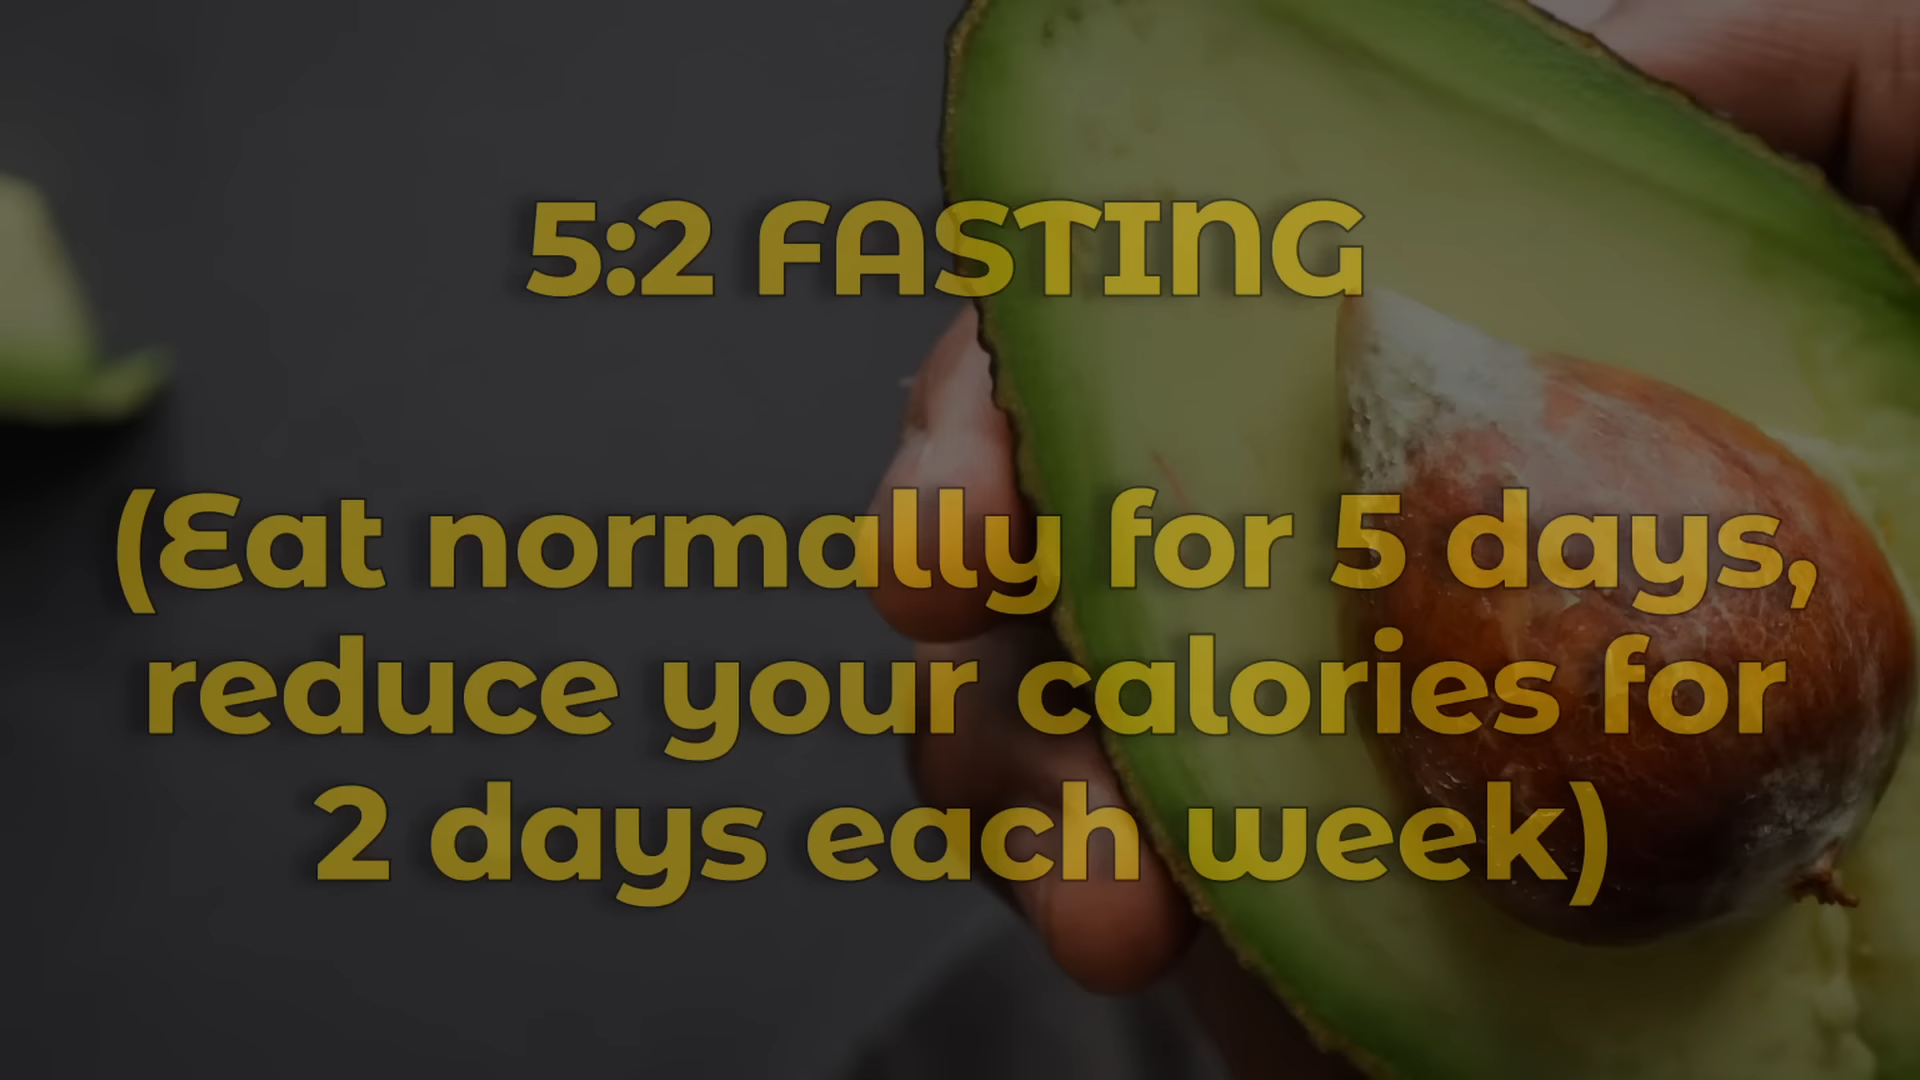 5:2 FASTING
(Eat normally for 5 days,
reduce your calories for
2 days each week)